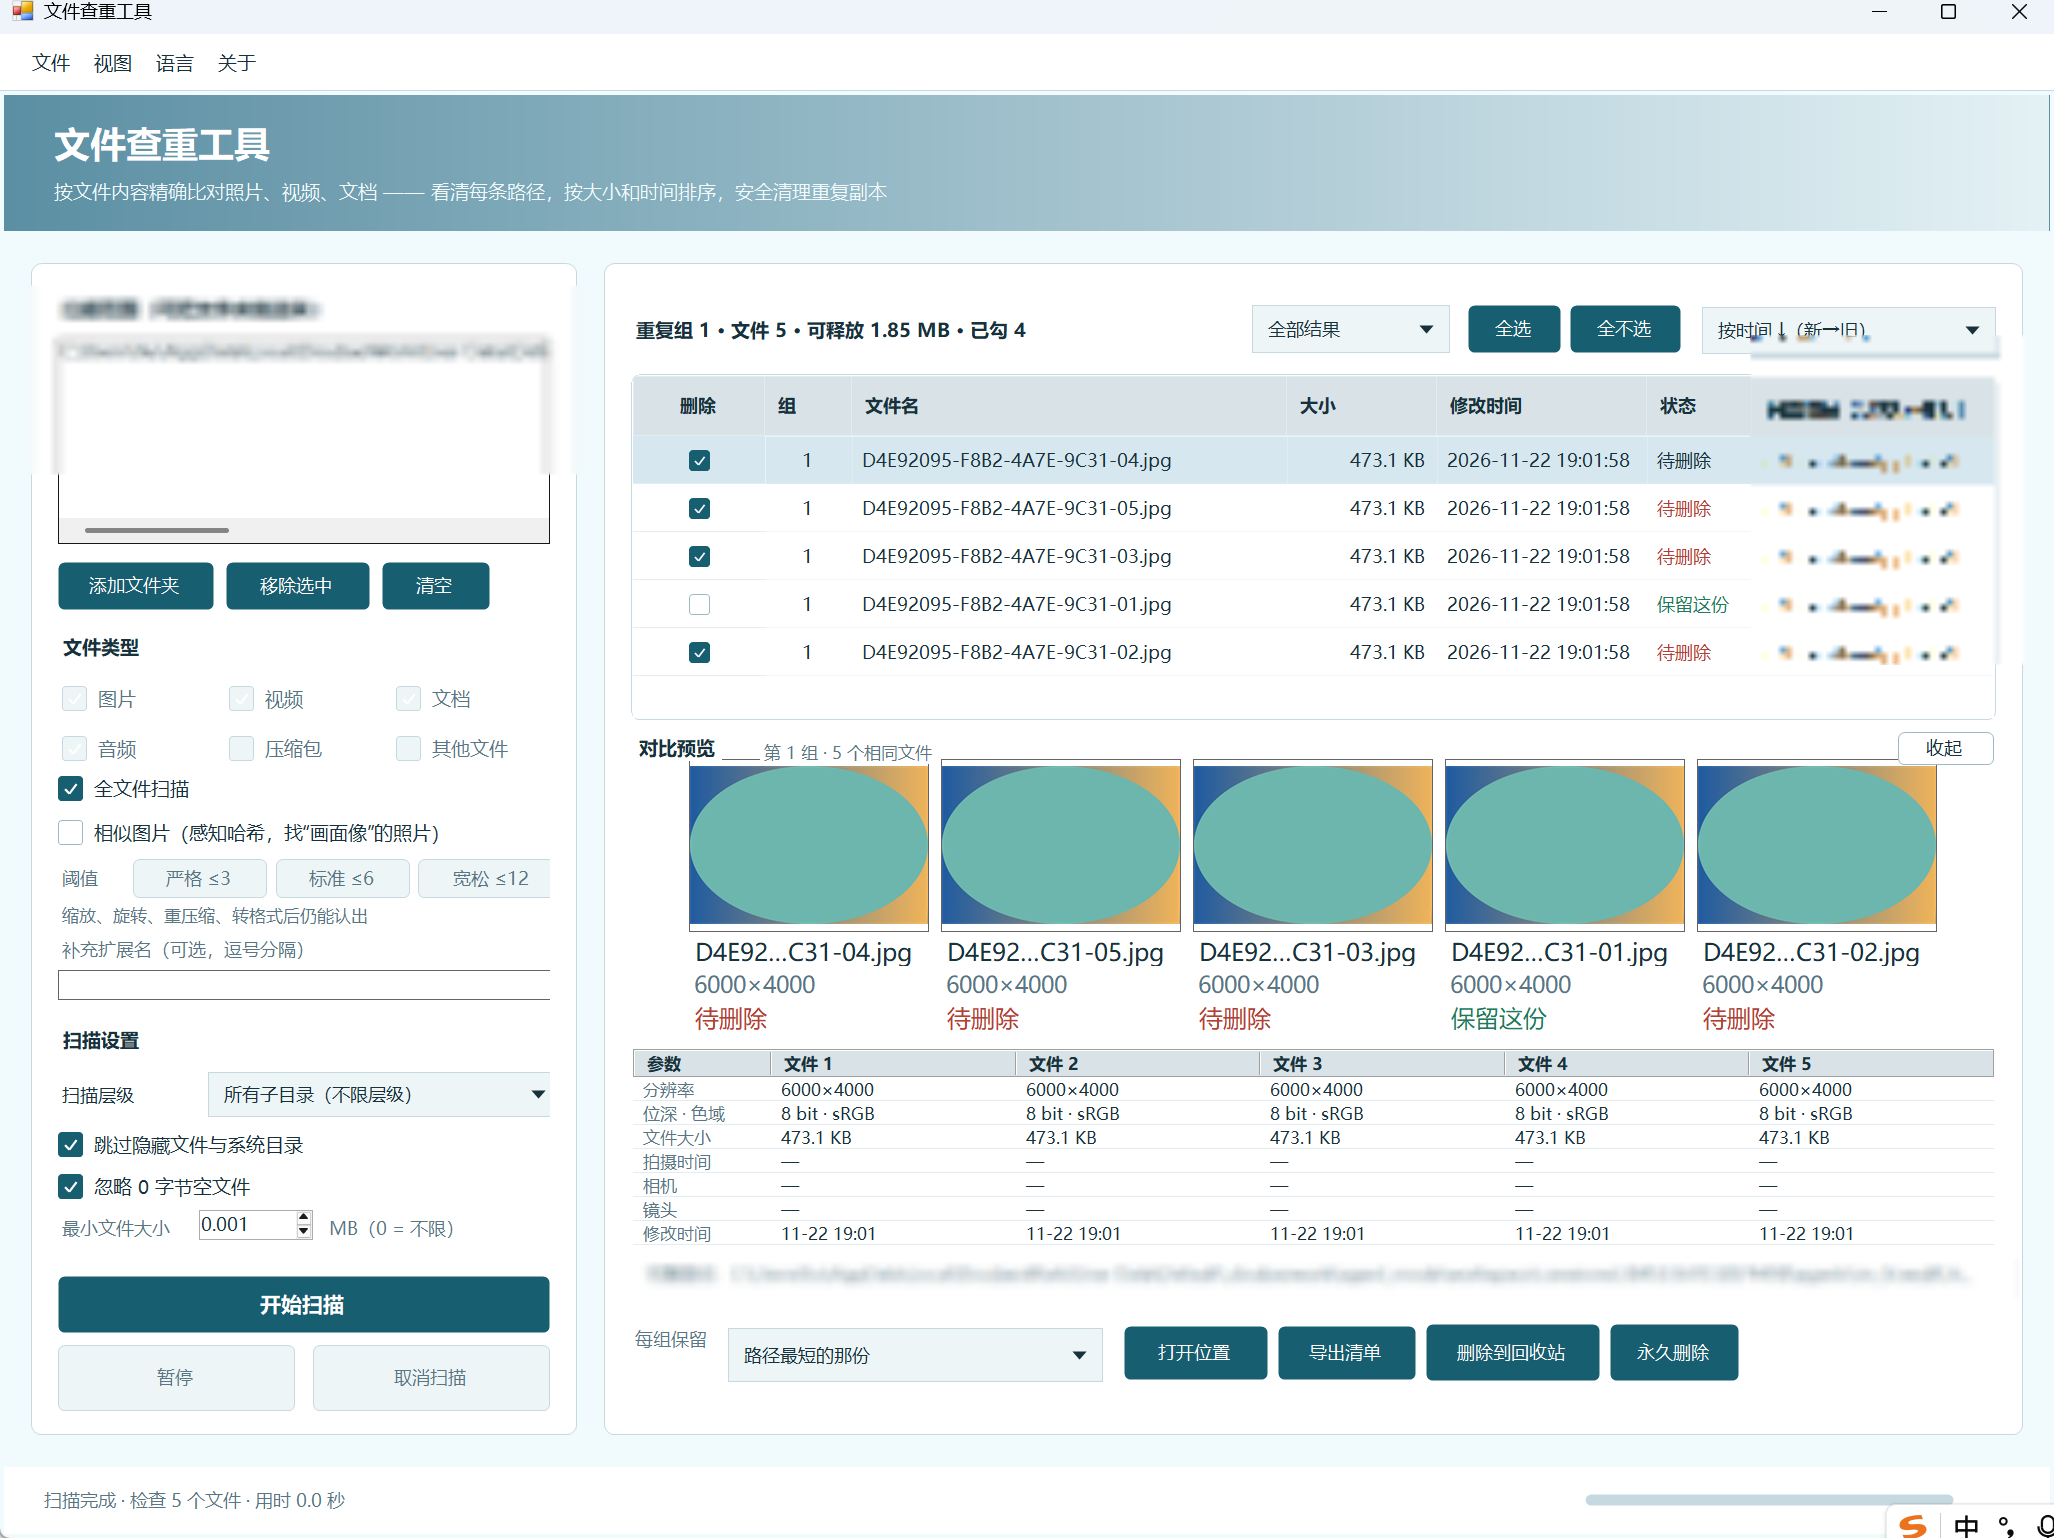 文件查重工具
文件 视图 语言 关于
文件查重工具
按文件内容精确比对照片、视频、文档 —— 看清每条路径，按大小和时间排序，安全清理重复副本
添加文件夹 移除选中 清空
文件类型
图片 视频 文档
音频 压缩包 其他文件
全文件扫描
相似图片（感知哈希，找“画面像”的照片）
阈值 严格 ≤3 标准 ≤6 宽松 ≤12
缩放、旋转、重压缩、转格式后仍能认出
补充扩展名（可选，逗号分隔）
扫描设置
扫描层级 所有子目录（不限层级）
跳过隐藏文件与系统目录
忽略 0 字节空文件
最小文件大小 0.001 MB（0 = 不限）
开始扫描
暂停 取消扫描
重复组 1 • 文件 5 • 可释放 1.85 MB • 已勾 4
全部结果 全选 全不选 按时间 ↓（新→旧）
删除 组 文件名 大小 修改时间 状态
1 D4E92095-F8B2-4A7E-9C31-04.jpg 473.1 KB 2026-11-22 19:01:58 待删除
1 D4E92095-F8B2-4A7E-9C31-05.jpg 473.1 KB 2026-11-22 19:01:58 待删除
1 D4E92095-F8B2-4A7E-9C31-03.jpg 473.1 KB 2026-11-22 19:01:58 待删除
1 D4E92095-F8B2-4A7E-9C31-01.jpg 473.1 KB 2026-11-22 19:01:58 保留这份
1 D4E92095-F8B2-4A7E-9C31-02.jpg 473.1 KB 2026-11-22 19:01:58 待删除
对比预览 第 1 组 · 5 个相同文件 收起
D4E92...C31-04.jpg D4E92...C31-05.jpg D4E92...C31-03.jpg D4E92...C31-01.jpg D4E92...C31-02.jpg
6000×4000 6000×4000 6000×4000 6000×4000 6000×4000
待删除 待删除 待删除 保留这份 待删除
参数 文件 1 文件 2 文件 3 文件 4 文件 5
分辨率 6000×4000 6000×4000 6000×4000 6000×4000 6000×4000
位深 · 色域 8 bit · sRGB 8 bit · sRGB 8 bit · sRGB 8 bit · sRGB 8 bit · sRGB
文件大小 473.1 KB 473.1 KB 473.1 KB 473.1 KB 473.1 KB
拍摄时间 — — — — —
相机 — — — — —
镜头 — — — — —
修改时间 11-22 19:01 11-22 19:01 11-22 19:01 11-22 19:01 11-22 19:01
每组保留 路径最短的那份 打开位置 导出清单 删除到回收站 永久删除
扫描完成 · 检查 5 个文件 · 用时 0.0 秒
中